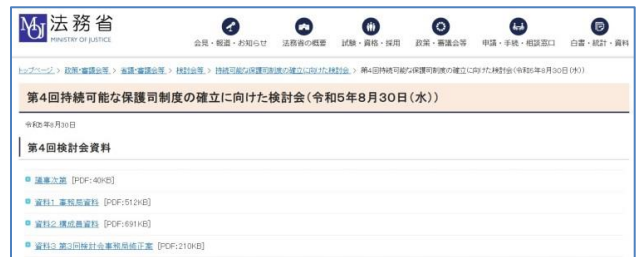 法務省
MINISTRY OF JUSTICE
会見・報道・お知らせ 法務省の概要 試験・資格・採用 政策・審議会等 申請・手続・相談窓口 白書・統計・資料
トップページ > 政策・審議会等 > 省議・審議会等 > 検討会等 > 持続可能な保護司制度の確立に向けた検討会 > 第4回持続可能な保護司制度の確立に向けた検討会(令和5年8月30日(水))
第4回持続可能な保護司制度の確立に向けた検討会(令和5年8月30日(水))
令和5年8月30日
第4回検討会資料
議事次第 [PDF:40KB]
資料1 事務局資料 [PDF:512KB]
資料2 構成員資料 [PDF:691KB]
資料3 第3回検討会事務局修正案 [PDF:210KB]